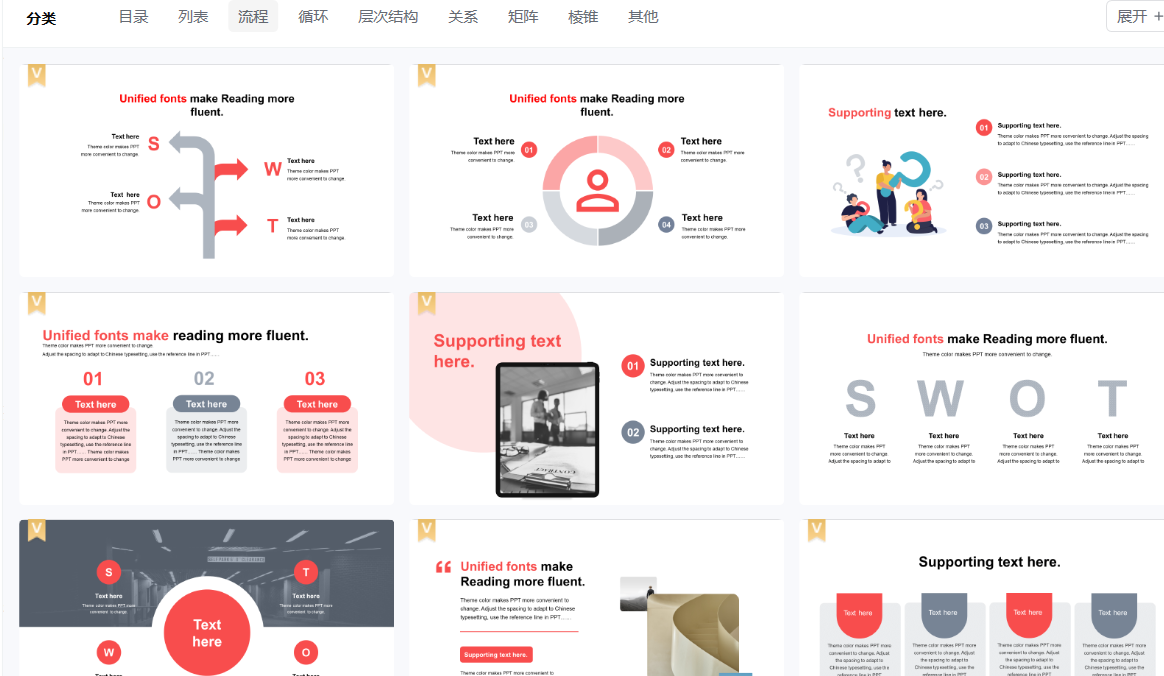 分类 目录 列表 流程 循环 层次结构 关系 矩阵 棱锥 其他 展开 +
V
Unified fonts make Reading more
fluent.
Text here
Theme color makes PPT
more convenient to change.
S
Text here
Theme color makes PPT
more convenient to change.
W
Text here
Theme color makes PPT
more convenient to change.
O
Text here
Theme color makes PPT
more convenient to change.
T
V
Unified fonts make Reading more
fluent.
Text here
Theme color makes PPT more
convenient to change.
01
02
Text here
Theme color makes PPT more
convenient to change.
Text here
Theme color makes PPT more
convenient to change.
03
04
Text here
Theme color makes PPT more
convenient to change.
Supporting text here.
01
Supporting text here.
Theme color makes PPT more convenient to change. Adjust the spacing
to adapt to Chinese typesetting, use the reference line in PPT......
02
Supporting text here.
Theme color makes PPT more convenient to change. Adjust the spacing
to adapt to Chinese typesetting, use the reference line in PPT......
03
Supporting text here.
Theme color makes PPT more convenient to change. Adjust the spacing
to adapt to Chinese typesetting, use the reference line in PPT......
V
Unified fonts make reading more fluent.
Theme color makes PPT more convenient to change.
Adjust the spacing to adapt to Chinese typesetting, use the reference line in PPT......
01
Text here
Theme color makes PPT more
convenient to change. Adjust the
spacing to adapt to Chinese
typesetting, use the reference line
in PPT...... Theme color makes
PPT more convenient to change
02
Text here
Theme color makes PPT more
convenient to change. Adjust the
spacing to adapt to Chinese
typesetting, use the reference line
in PPT...... Theme color makes
PPT more convenient to change
03
Text here
Theme color makes PPT more
convenient to change. Adjust the
spacing to adapt to Chinese
typesetting, use the reference line
in PPT...... Theme color makes
PPT more convenient to change
V
Supporting text
here.
01
Supporting text here.
Theme color makes PPT more convenient to
change. Adjust the spacing to adapt to Chinese
typesetting, use the reference line in PPT......
02
Supporting text here.
Theme color makes PPT more convenient to
change. Adjust the spacing to adapt to Chinese
typesetting, use the reference line in PPT......
Unified fonts make Reading more fluent.
Theme color makes PPT more convenient to change.
S W O T
Text here
Theme color makes PPT
more convenient to change.
Adjust the spacing to adapt to
Text here
Theme color makes PPT
more convenient to change.
Adjust the spacing to adapt to
Text here
Theme color makes PPT
more convenient to change.
Adjust the spacing to adapt to
Text here
Theme color makes PPT
more convenient to change.
Adjust the spacing to adapt to
V
S
Text here
Theme color makes PPT more
convenient to change.
T
Text here
Theme color makes PPT more
convenient to change.
Text
here
W
O
V
“
Unified fonts make
Reading more fluent.
Theme color makes PPT more convenient to
change. Adjust the spacing to adapt to Chinese
typesetting, use the reference line in PPT......
Supporting text here.
Theme color makes PPT more convenient to
V
Supporting text here.
Text here
Theme color makes PPT more
convenient to change. Adjust
the spacing to adapt to Chinese
Text here
Theme color makes PPT more
convenient to change. Adjust
the spacing to adapt to Chinese
Text here
Theme color makes PPT more
convenient to change. Adjust
the spacing to adapt to Chinese
Text here
Theme color makes PPT more
convenient to change. Adjust
the spacing to adapt to Chinese